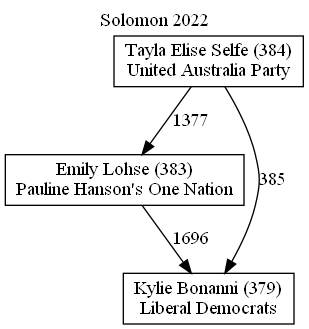 Solomon 2022
Tayla Elise Selfe (384)
United Australia Party
1377
Emily Lohse (383)
Pauline Hanson's One Nation
385
1696
Kylie Bonanni (379)
Liberal Democrats